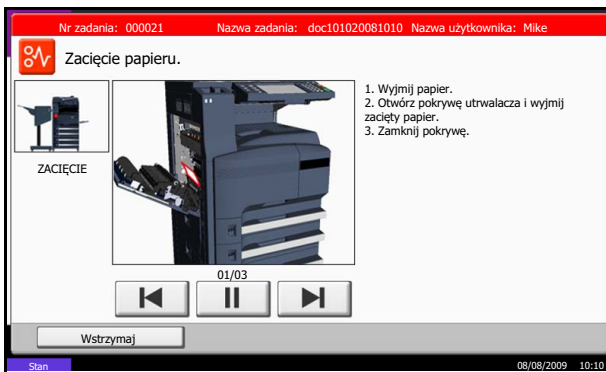 Nr zadania: 000021 Nazwa zadania: doc101020081010 Nazwa użytkownika: Mike
Zacięcie papieru.
1. Wyjmij papier.
2. Otwórz pokrywę utrwalacza i wyjmij
zacięty papier.
3. Zamknij pokrywę.
ZACIĘCIE
01/03
Wstrzymaj
Stan 08/08/2009 10:10